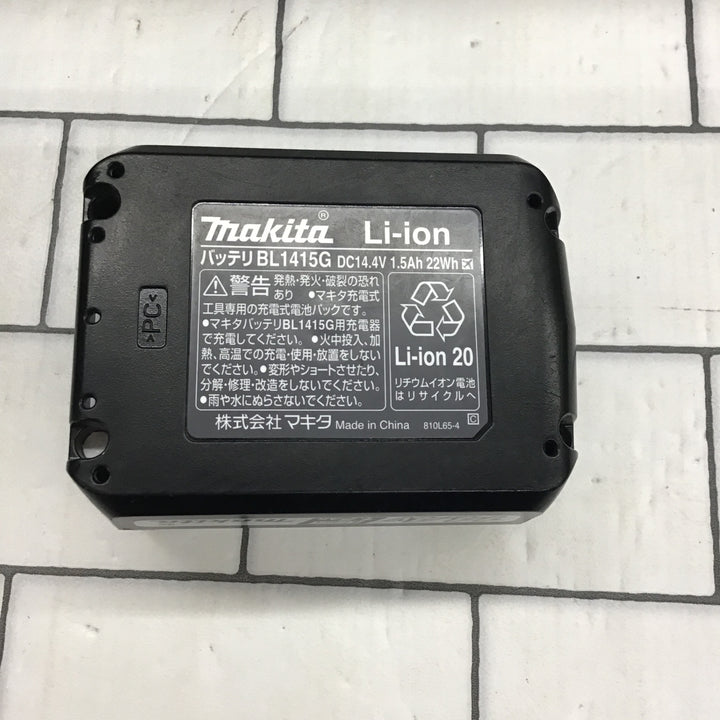 makita® Li-ion
バッテリ BL1415G DC14.4V 1.5Ah 22Wh
警告 発熱・発火・破裂の恐れ
あり ●マキタ充電式
工具専用の充電式電池パックです。
●マキタバッテリBL1415G用充電器
で充電してください。●火中投入、加
熱、高温での充電・使用・放置をしない
でください。●変形やショートさせたり、
分解・修理・改造をしないでください。
●雨や水にぬらさないでください。
株式会社 マキタ Made in China 810L65-4 C
Li-ion 20
リチウムイオン電池
はリサイクルへ
>PC<